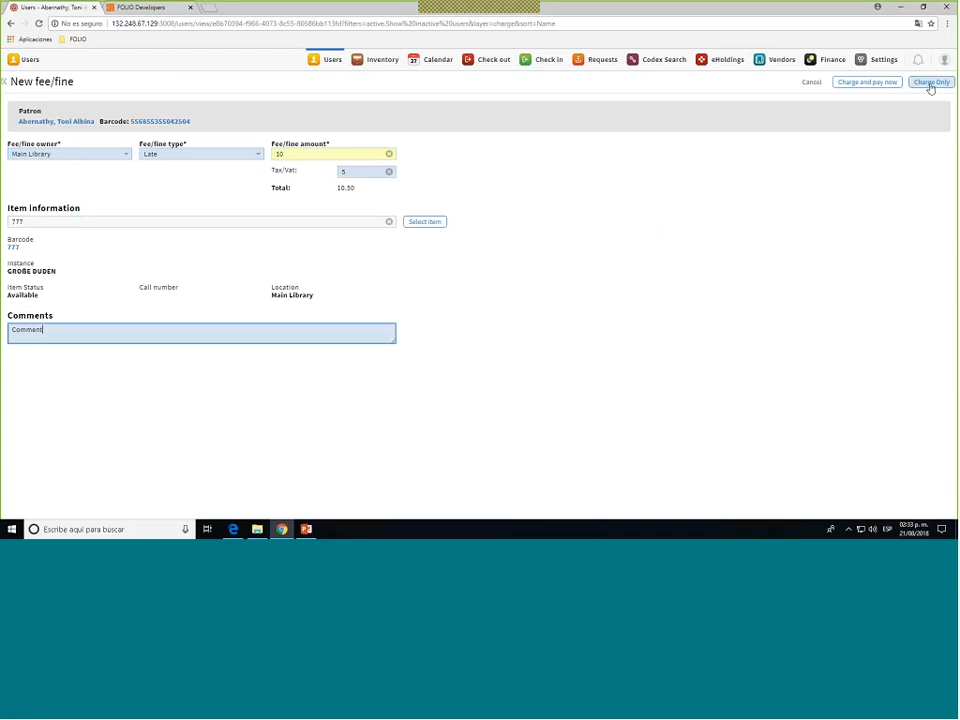 Users - Abernathy, Toni A
FOLIO Developers
No es seguro
132.248.67.129:3008/users/view/e8b70394-f966-4073-8c55-80586bb113fd?filters=active.Show%20inactive%20users&layer=charge&sort=Name
Aplicaciones FOLIO
Users Users Inventory Calendar Check out Check in Requests Codex Search eHoldings Vendors Finance Settings
New fee/fine Cancel Charge and pay now Charge Only
Patron
Abernathy, Toni Albina Barcode: 556855355042504
Fee/fine owner* Fee/fine type* Fee/fine amount*
Main Library Late 10
Tax/Vat: 5
Total: 10.50
Item information
777 Select item
Barcode
777
Instance
GROßE DUDEN
Item Status Call number Location
Available Main Library
Comments
Comment
Escribe aquí para buscar
ESP
02:33 p. m.
21/08/2018